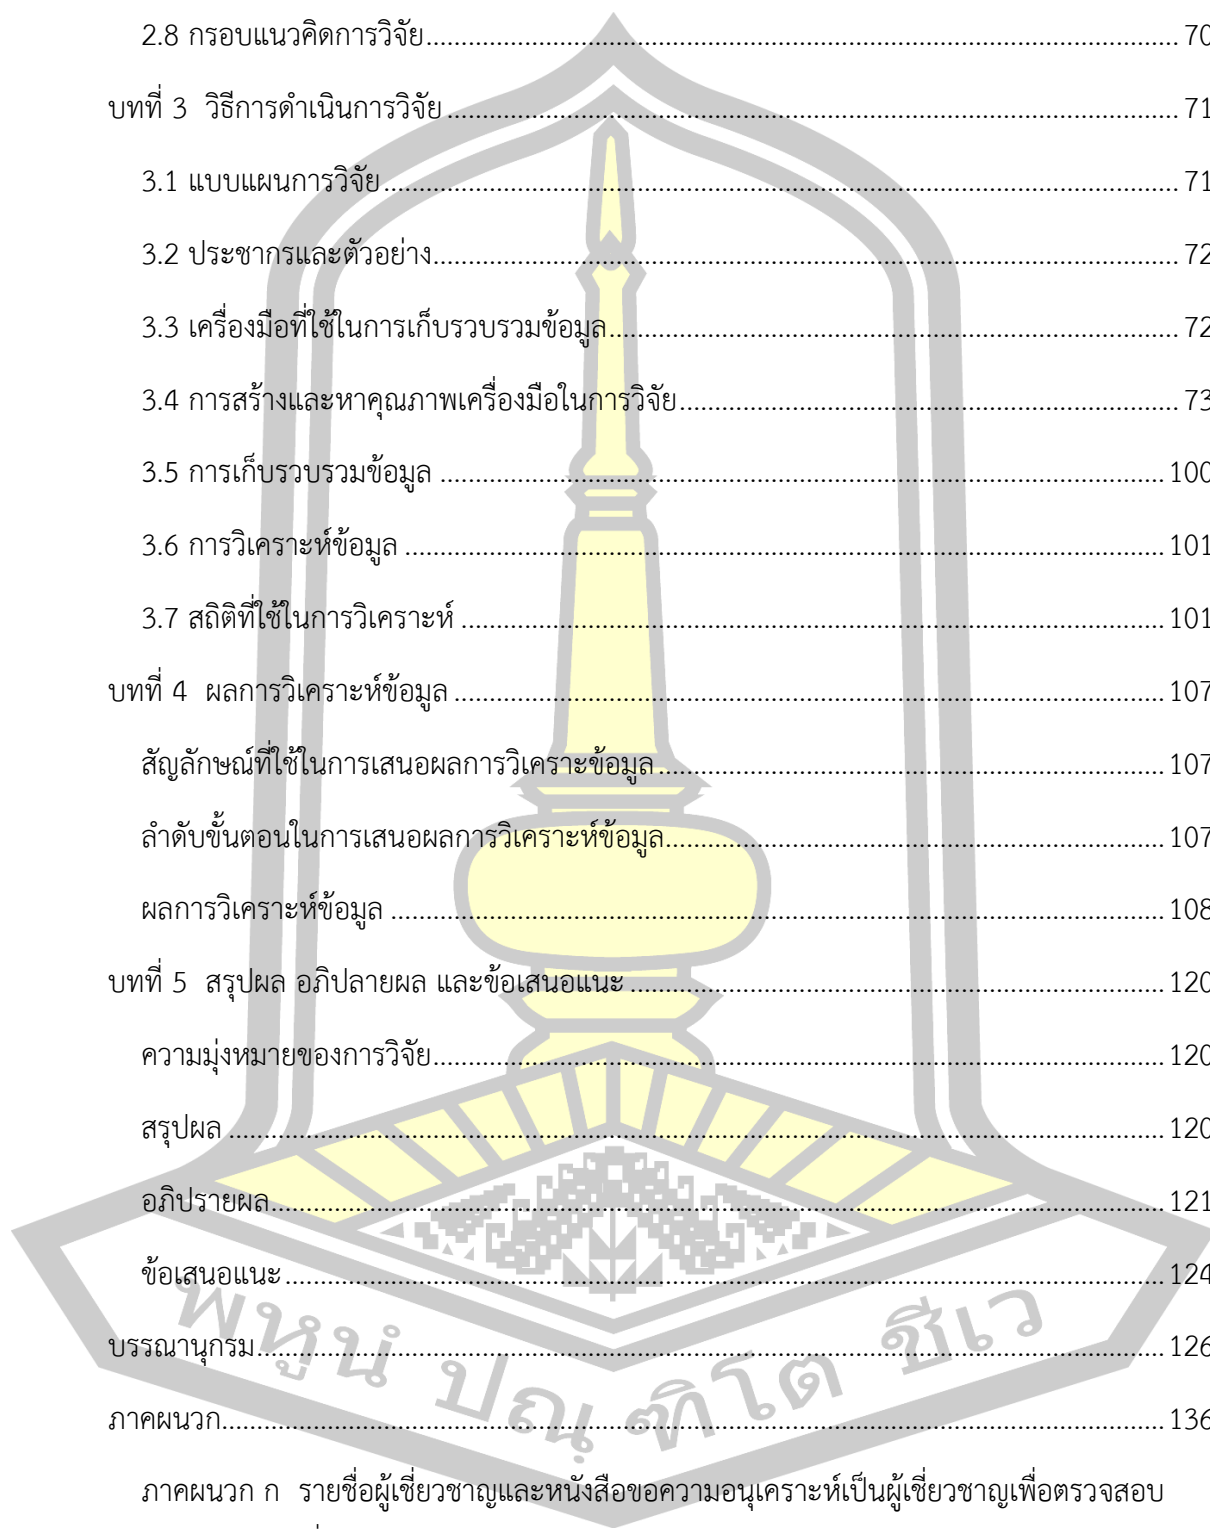 2.8 กรอบแนวคิดการวิจัย.......... 70
บทที่ 3 วิธีการดำเนินการวิจัย.......... 71
3.1 แบบแผนการวิจัย.......... 71
3.2 ประชากรและตัวอย่าง.......... 72
3.3 เครื่องมือที่ใช้ในการเก็บรวบรวมข้อมูล.......... 72
3.4 การสร้างและหาคุณภาพเครื่องมือในการวิจัย.......... 73
3.5 การเก็บรวบรวมข้อมูล.......... 100
3.6 การวิเคราะห์ข้อมูล.......... 101
3.7 สถิติที่ใช้ในการวิเคราะห์.......... 101
บทที่ 4 ผลการวิเคราะห์ข้อมูล.......... 107
สัญลักษณ์ที่ใช้ในการเสนอผลการวิเคราะข้อมูล.......... 107
ลำดับขั้นตอนในการเสนอผลการวิเคราะห์ข้อมูล.......... 107
ผลการวิเคราะห์ข้อมูล.......... 108
บทที่ 5 สรุปผล อภิปลายผล และข้อเสนอแนะ.......... 120
ความมุ่งหมายของการวิจัย.......... 120
สรุปผล.......... 120
อภิปรายผล.......... 121
ข้อเสนอแนะ.......... 124
บรรณานุกรม.......... 126
ภาคผนวก.......... 136
ภาคผนวก ก รายชื่อผู้เชี่ยวชาญและหนังสือขอความอนุเคราะห์เป็นผู้เชี่ยวชาญเพื่อตรวจสอบ
พหูนํ ปณฺฑิโต ชีเว